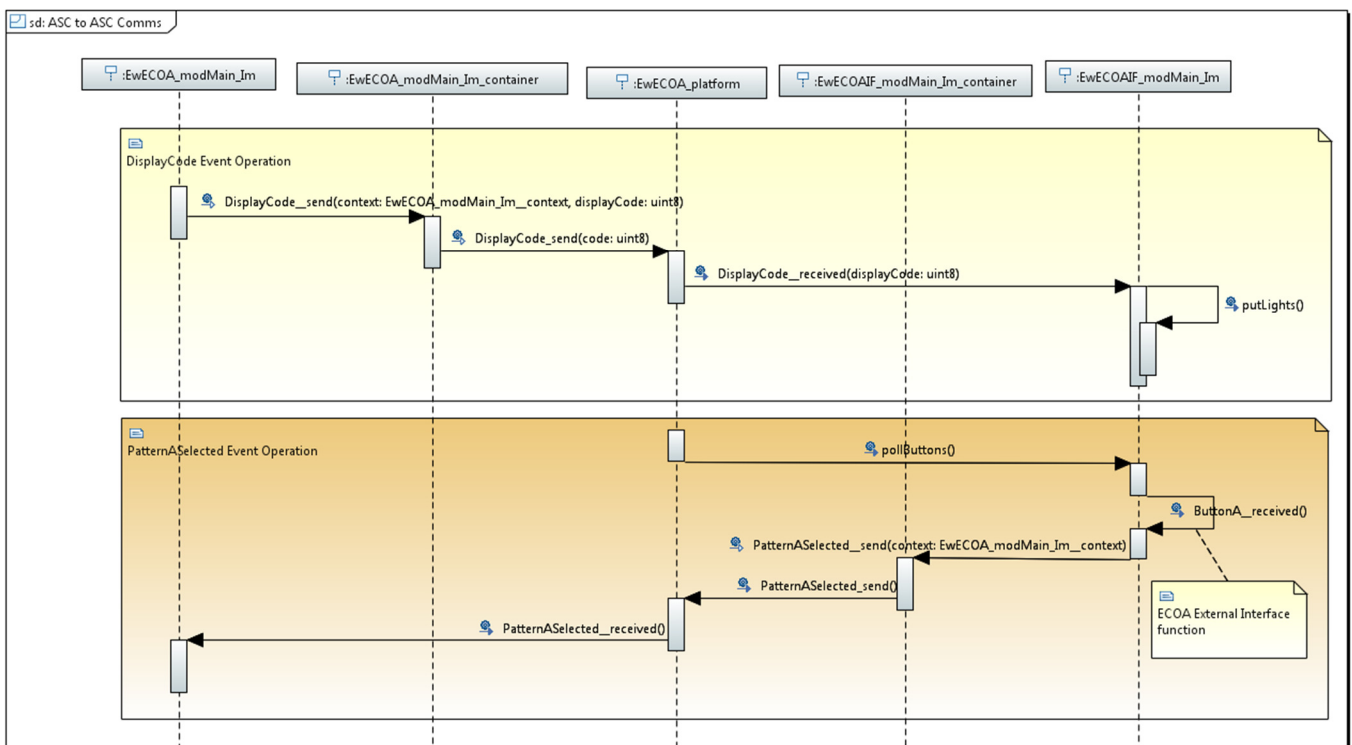 sd: ASC to ASC Comms
:EwECOA_modMain_Im
:EwECOA_modMain_Im_container
:EwECOA_platform
:EwECOAIF_modMain_Im_container
:EwECOAIF_modMain_Im
DisplayCode Event Operation
DisplayCode__send(context: EwECOA_modMain_Im__context, displayCode: uint8)
DisplayCode_send(code: uint8)
DisplayCode__received(displayCode: uint8)
putLights()
PatternASelected Event Operation
pollButtons()
ButtonA__received()
PatternASelected__send(context: EwECOA_modMain_Im__context)
PatternASelected_send()
ECOA External Interface
function
PatternASelected__received()